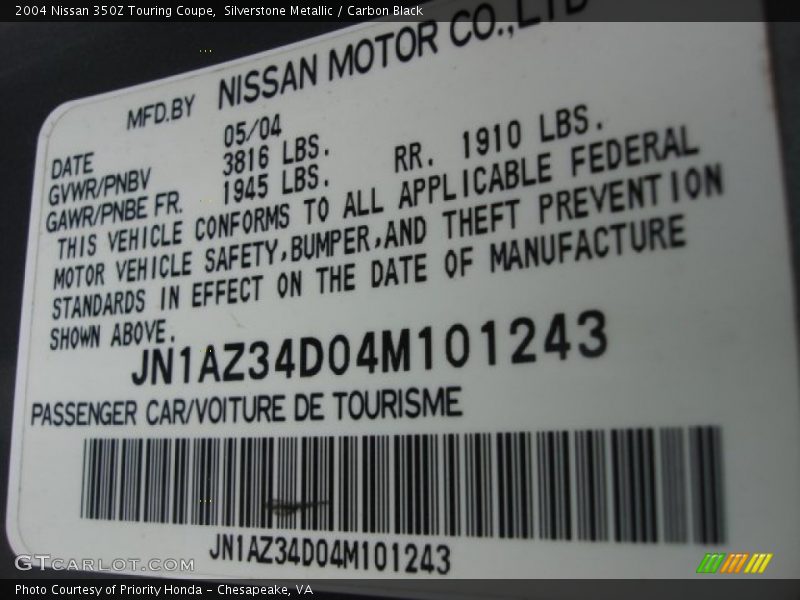 2004 Nissan 350Z Touring Coupe, Silverstone Metallic / Carbon Black
MFD.BY NISSAN MOTOR CO.,LTD
DATE 05/04
GVWR/PNBV 3816 LBS.
GAWR/PNBE FR. 1945 LBS. RR. 1910 LBS.
THIS VEHICLE CONFORMS TO ALL APPLICABLE FEDERAL
MOTOR VEHICLE SAFETY,BUMPER,AND THEFT PREVENTION
STANDARDS IN EFFECT ON THE DATE OF MANUFACTURE
SHOWN ABOVE.
JN1AZ34D04M101243
PASSENGER CAR/VOITURE DE TOURISME
JN1AZ34D04M101243
GTCARLOT.COM
Photo Courtesy of Priority Honda - Chesapeake, VA